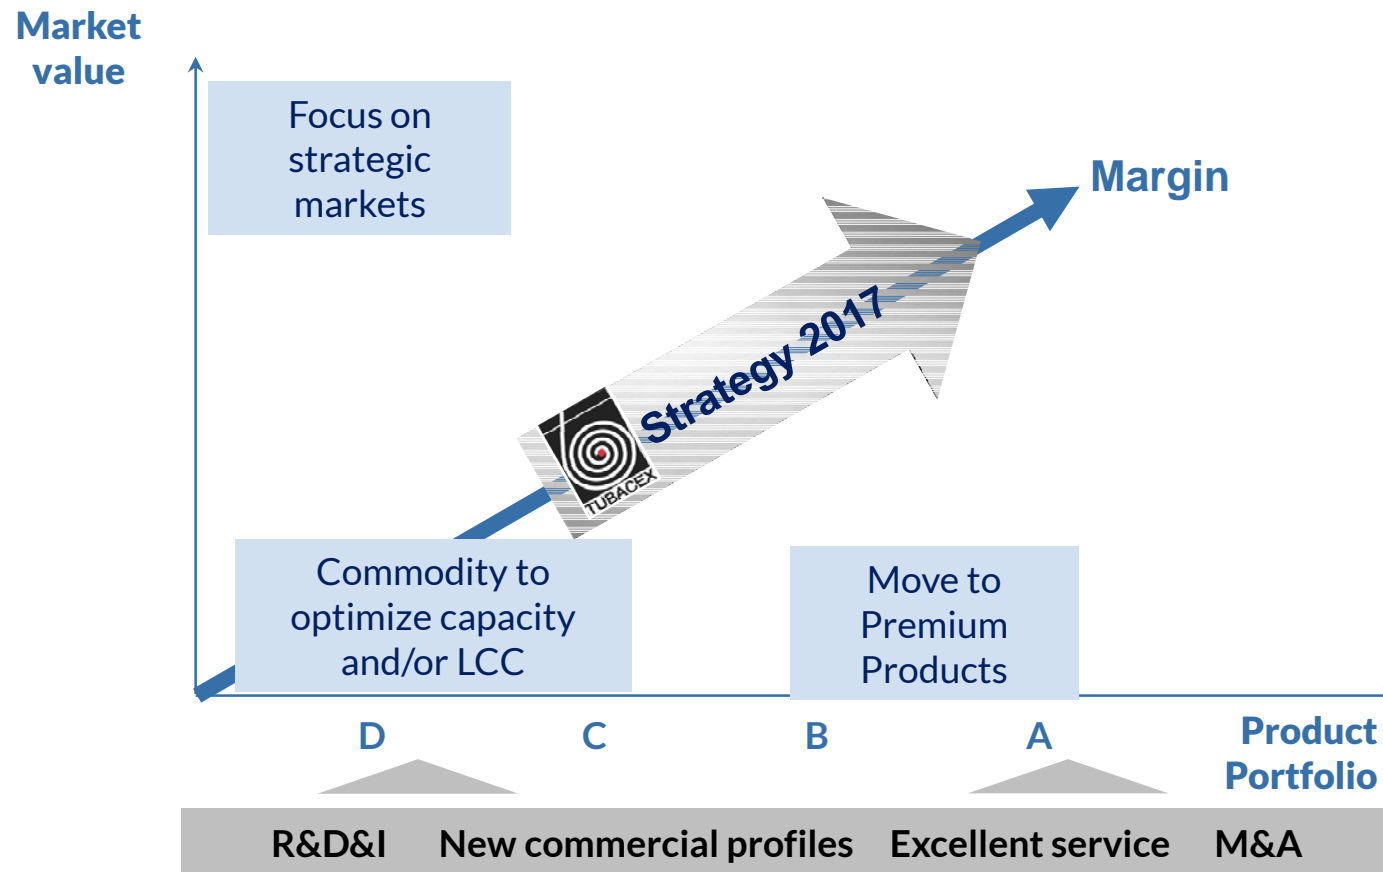 Market
value
Focus on
strategic
markets
Margin
Strategy 2017
TUBACEX
Commodity to
optimize capacity
and/or LCC
Move to
Premium
Products
D C B A
Product
Portfolio
R&D&I New commercial profiles Excellent service M&A